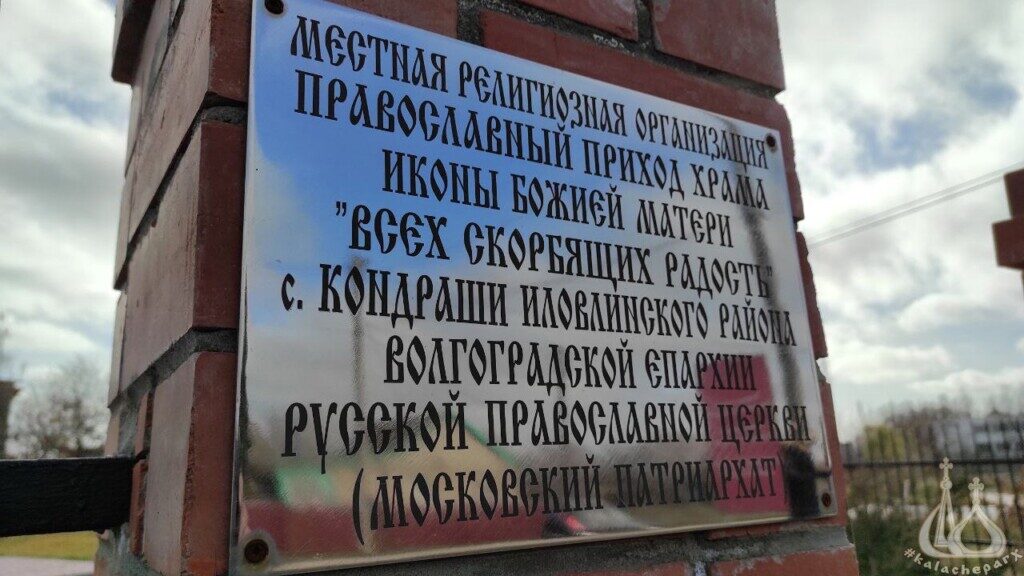 МЕСТНАЯ РЕЛИГИОЗНАЯ ОРГАНИЗАЦИЯ
ПРАВОСЛАВНЫЙ ПРИХОД ХРАМА
ИКОНЫ БОЖИЕЙ МАТЕРИ
"ВСЕХ СКОРБЯЩИХ РАДОСТЬ"
с. КОНДРАШИ ИЛОВЛИНСКОГО РАЙОНА
ВОЛГОГРАДСКОЙ ЕПАРХИИ
РУССКОЙ ПРАВОСЛАВНОЙ ЦЕРКВИ
(МОСКОВСКИЙ ПАТРИАРХАТ
#kalacheparx